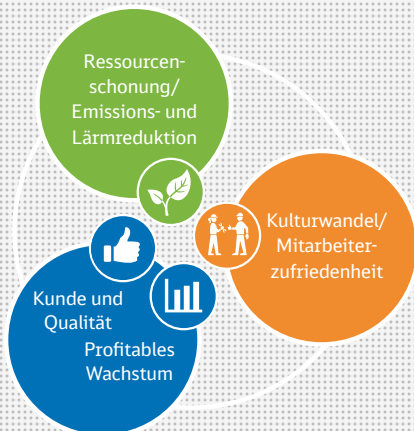 Ressourcen-
schonung/
Emissions- und
Lärmreduktion
Kulturwandel/
Mitarbeiter-
zufriedenheit
Kunde und
Qualität
Profitables
Wachstum